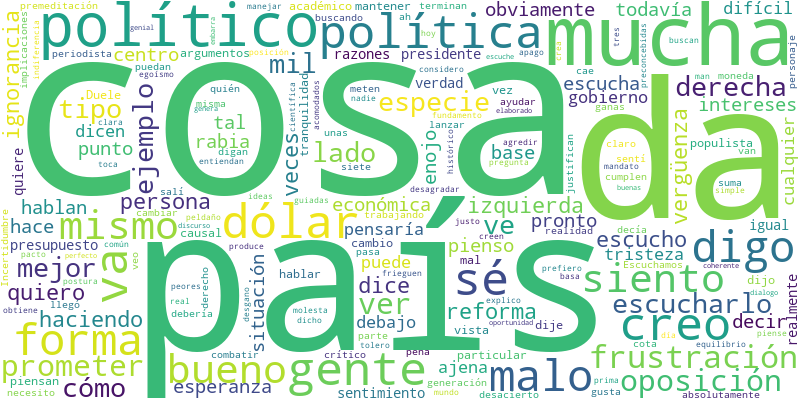 premeditación
político
política
académico
mantener
terminan
obviamente
todavía
difícil
mucha
genial
manejar
ah
buscando
hoy
periodista
argumentos
posición
ignorancia
implicaciones
indiferencia
embarra
centro
mil
razones
presidente
cae
tres
preconcebidas
buscan
personaje
cosa
da
Duele
egoísmo
quién
meten
verdad
considero
escuche
apago
crea
man
moneda
tipo
misma
clara
genera
tal
nadie
especie
vez
ayudar
elaborado
escucha
gobierno
derecha
ganas
intereses
quiere
dicen
punto
ejemplo
rabia
digan
entiendan
toca
científica
acomodados
tranquilidad
veces
unas
lado
siete
fundamento
lanzar
agredir
pregunta
histórico
enojo
base
justifican
claro
sentí
mandato
cumplen
buenas
vergüenza
populista
van
suma
simple
cualquier
persona
salí
ideas
guiadas
desagradar
económica
izquierda
país
hablan
mismo
cambiar
peldaño
discurso
dólar
trabajando
pensaría
ve
justo
creen
pronto
decía
igual
Incertidumbre
hace
presupuesto
causal
común
perfecto
produce
cambio
pasa
realidad
prefiero
basa
pienso
escucho
tristeza
Escuchamos
coherente
digo
va
pacto
postura
veo
mejor
quiero
lego
obtiene
peores
real
debería
derecho
desgano
situación
hablar
molesta
dicho
puede
dice
frieguen
mal
sé
explico
oportunidad
siento
dijo
dialogo
realmente
haciendo
combatir
ver
debajo
tolero
reforma
vista
dije
escucharlo
decir
creo
forma
prometer
bueno
gente
parte
crítico
pena
particular
malo
cota
día
equilibrio
piense
frustración
piensan
necesito
cómo
esperanza
sentimiento
ajena
generación
mundo
desacierto
prima
gusta
oposición
absolutamente
puedan